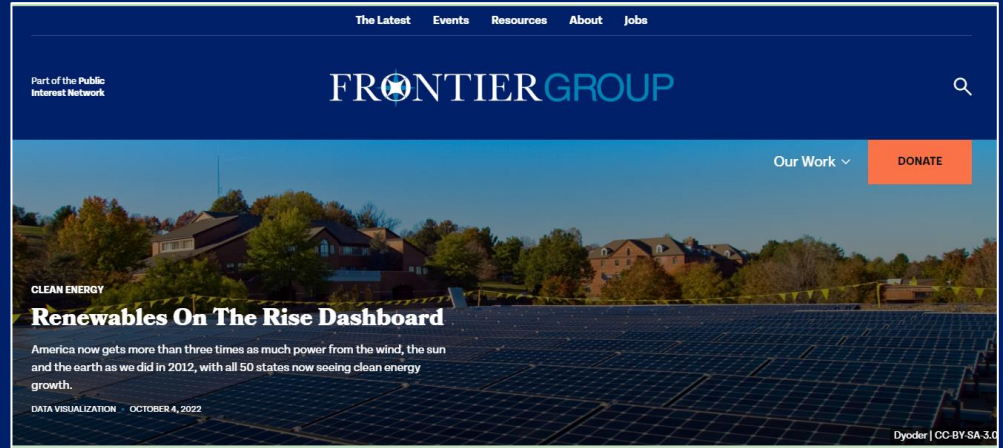 The Latest Events Resources About Jobs
Part of the Public
Interest Network
FRONTIERGROUP
Our Work
DONATE
CLEAN ENERGY
Renewables On The Rise Dashboard
America now gets more than three times as much power from the wind, the sun
and the earth as we did in 2012, with all 50 states now seeing clean energy
growth.
DATA VISUALIZATION · OCTOBER 4, 2022
Dyoder | CC-BY-SA 3.0